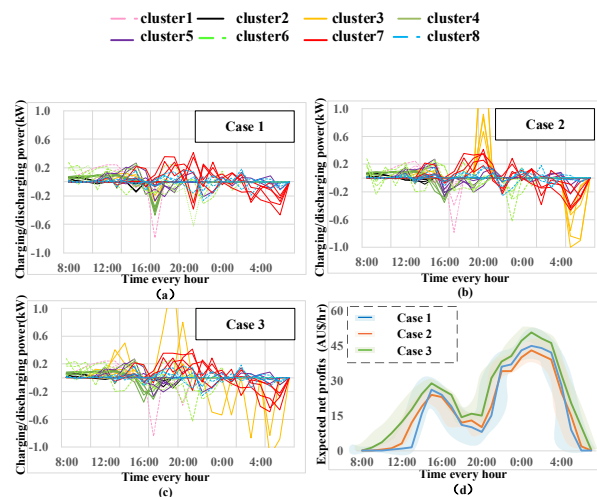 cluster1 cluster2 cluster3 cluster4
cluster5 cluster6 cluster7 cluster8
Charging/discharging power(kW)
1.0
0.6
0.2
-0.2
-0.6
-1.0
Case 1
8:00 12:00 16:00 20:00 0:00 4:00
Time every hour
(a)
Charging/discharging power(kW)
1.0
0.6
0.2
-0.2
-0.6
-1.0
Case 2
8:00 12:00 16:00 20:00 0:00 4:00
Time every hour
(b)
Charging/discharging power(kW)
1.0
0.6
0.2
-0.2
-0.6
-1.0
Case 3
8:00 12:00 16:00 20:00 0:00 4:00
Time every hour
(c)
Expected net profits (AU$/hr)
60
45
30
15
0
Case 1
Case 2
Case 3
8:00 12:00 16:00 20:00 0:00 4:00
Time every hour
(d)